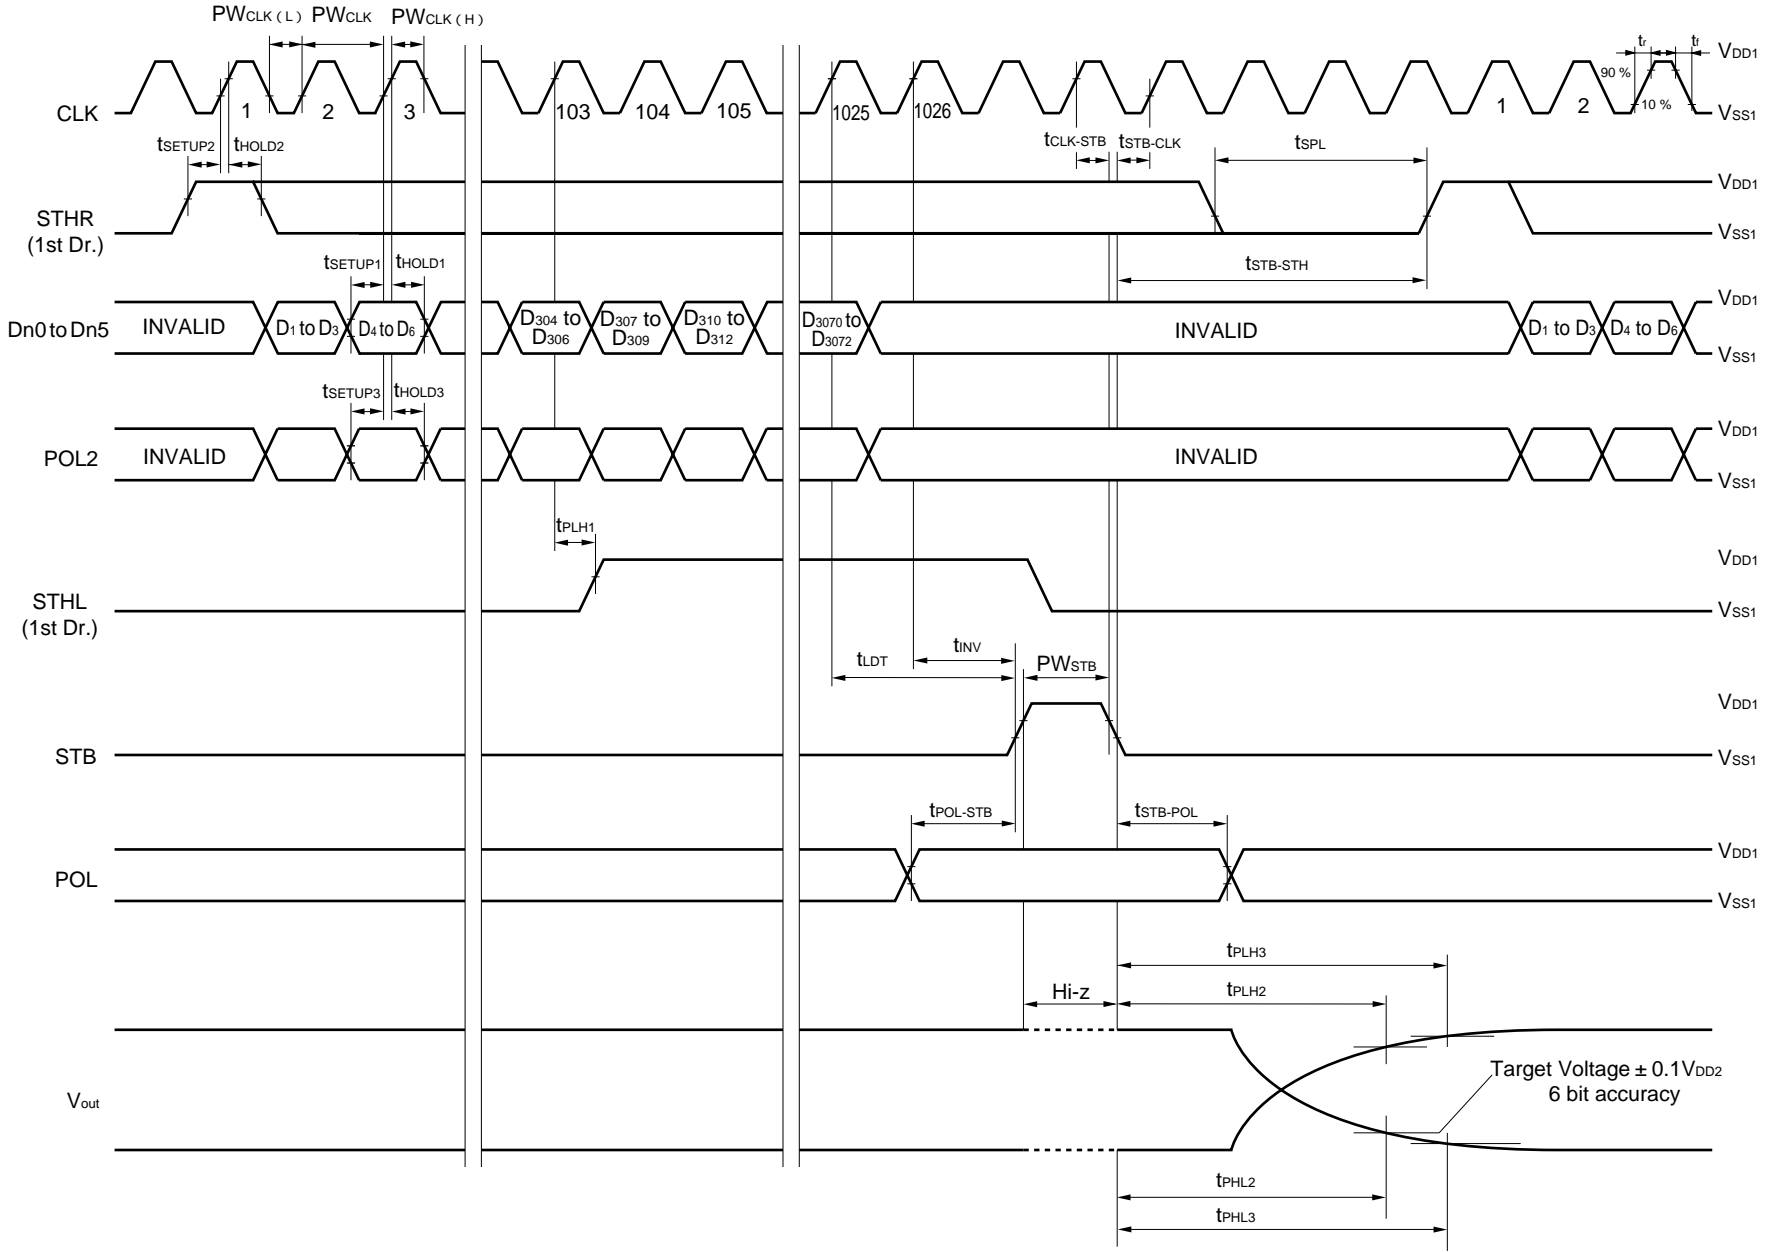 PWCLK ( L ) PWCLK PWCLK ( H )
tr tf VDD1
90 %
CLK 1 2 3 103 104 105 1025 1026 1 2 10 % VSS1
tSETUP2 tHOLD2 tCLK-STB tSTB-CLK tSPL
VDD1
STHR
(1st Dr.) VSS1
tSETUP1 tHOLD1 tSTB-STH
VDD1
Dn0 to Dn5 INVALID D1 to D3 D4 to D6 D304 to D306 D307 to D309 D310 to D312 D3070 to D3072 INVALID D1 to D3 D4 to D6
VSS1
tSETUP3 tHOLD3
VDD1
POL2 INVALID INVALID
VSS1
tPLH1
VDD1
STHL
(1st Dr.) VSS1
tLDT tINV PWSTB
VDD1
STB VSS1
tPOL-STB tSTB-POL
VDD1
POL
VSS1
tPLH3
Hi-z tPLH2
Target Voltage ± 0.1VDD2
6 bit accuracy
Vout
tPHL2
tPHL3